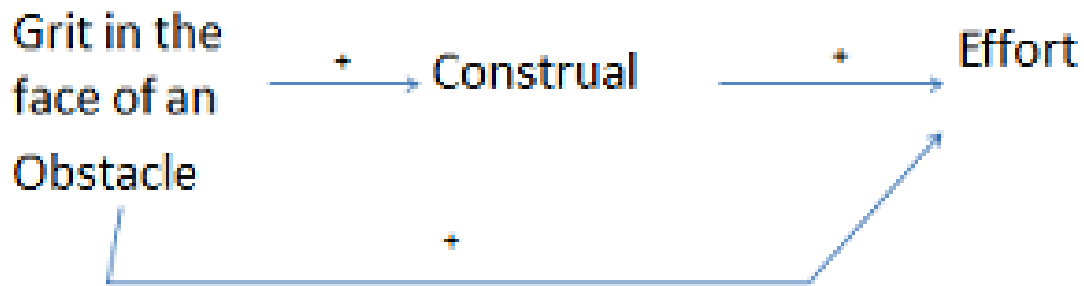 Grit in the
face of an
Obstacle
+
Construal
+
Effort
+